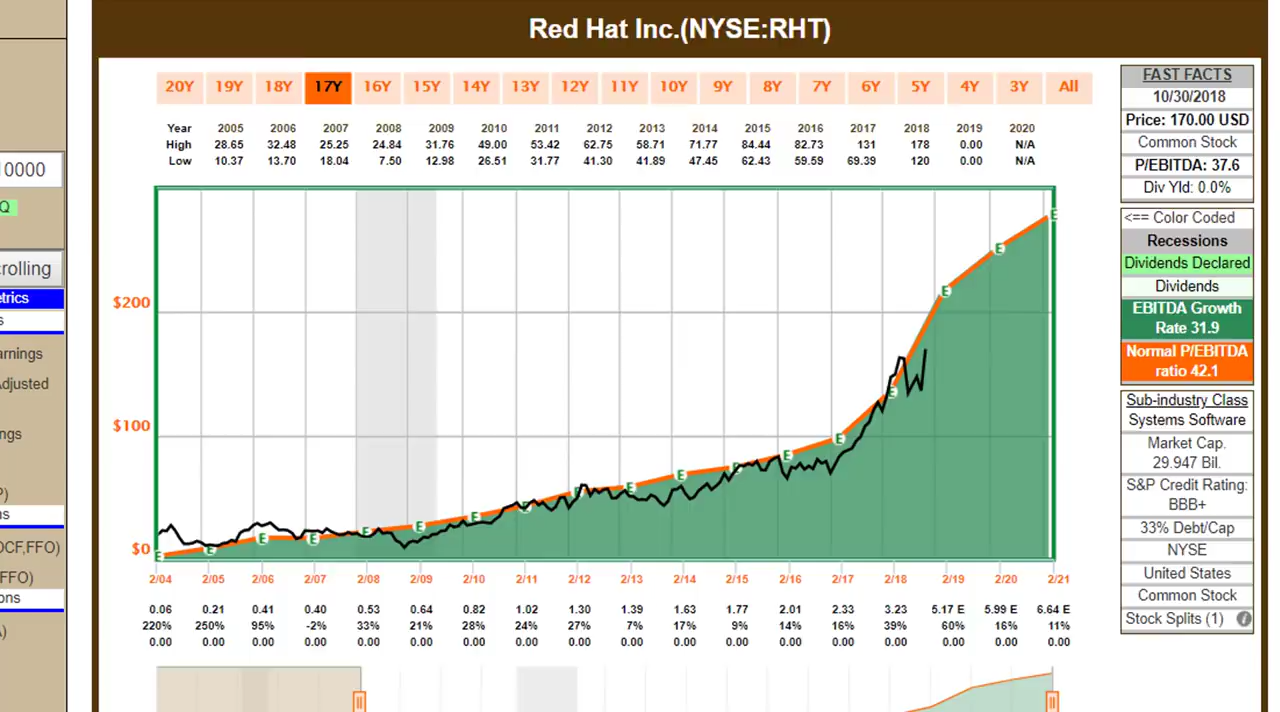 Red Hat Inc.(NYSE:RHT)
20Y 19Y 18Y 17Y 16Y 15Y 14Y 13Y 12Y 11Y 10Y 9Y 8Y 7Y 6Y 5Y 4Y 3Y All
Year 2005 2006 2007 2008 2009 2010 2011 2012 2013 2014 2015 2016 2017 2018 2019 2020
High 28.65 32.48 25.25 24.84 31.76 49.00 53.42 62.75 58.71 71.77 84.44 82.73 131 178 0.00 N/A
Low 10.37 13.70 18.04 7.50 12.98 26.51 31.77 41.30 41.89 47.45 62.43 59.59 69.39 120 0.00 N/A
$200
$100
$0
E E E E E E E E E E E E E E E E E E
2/04 2/05 2/06 2/07 2/08 2/09 2/10 2/11 2/12 2/13 2/14 2/15 2/16 2/17 2/18 2/19 2/20 2/21
0.06 0.21 0.41 0.40 0.53 0.64 0.82 1.02 1.30 1.39 1.63 1.77 2.01 2.33 3.23 5.17 E 5.99 E 6.64 E
220% 250% 95% -2% 33% 21% 28% 24% 27% 7% 17% 9% 14% 16% 39% 60% 16% 11%
0.00 0.00 0.00 0.00 0.00 0.00 0.00 0.00 0.00 0.00 0.00 0.00 0.00 0.00 0.00 0.00 0.00 0.00
FAST FACTS
10/30/2018
Price: 170.00 USD
Common Stock
P/EBITDA: 37.6
Div Yld: 0.0%
<== Color Coded
Recessions
Dividends Declared
Dividends
EBITDA Growth
Rate 31.9
Normal P/EBITDA
ratio 42.1
Sub-industry Class
Systems Software
Market Cap.
29.947 Bil.
S&P Credit Rating:
BBB+
33% Debt/Cap
NYSE
United States
Common Stock
Stock Splits (1) i
0000
Q
rolling
trics
s
arnings
Adjusted
ngs
P)
ns
OCF,FFO)
FFO)
ons
A)